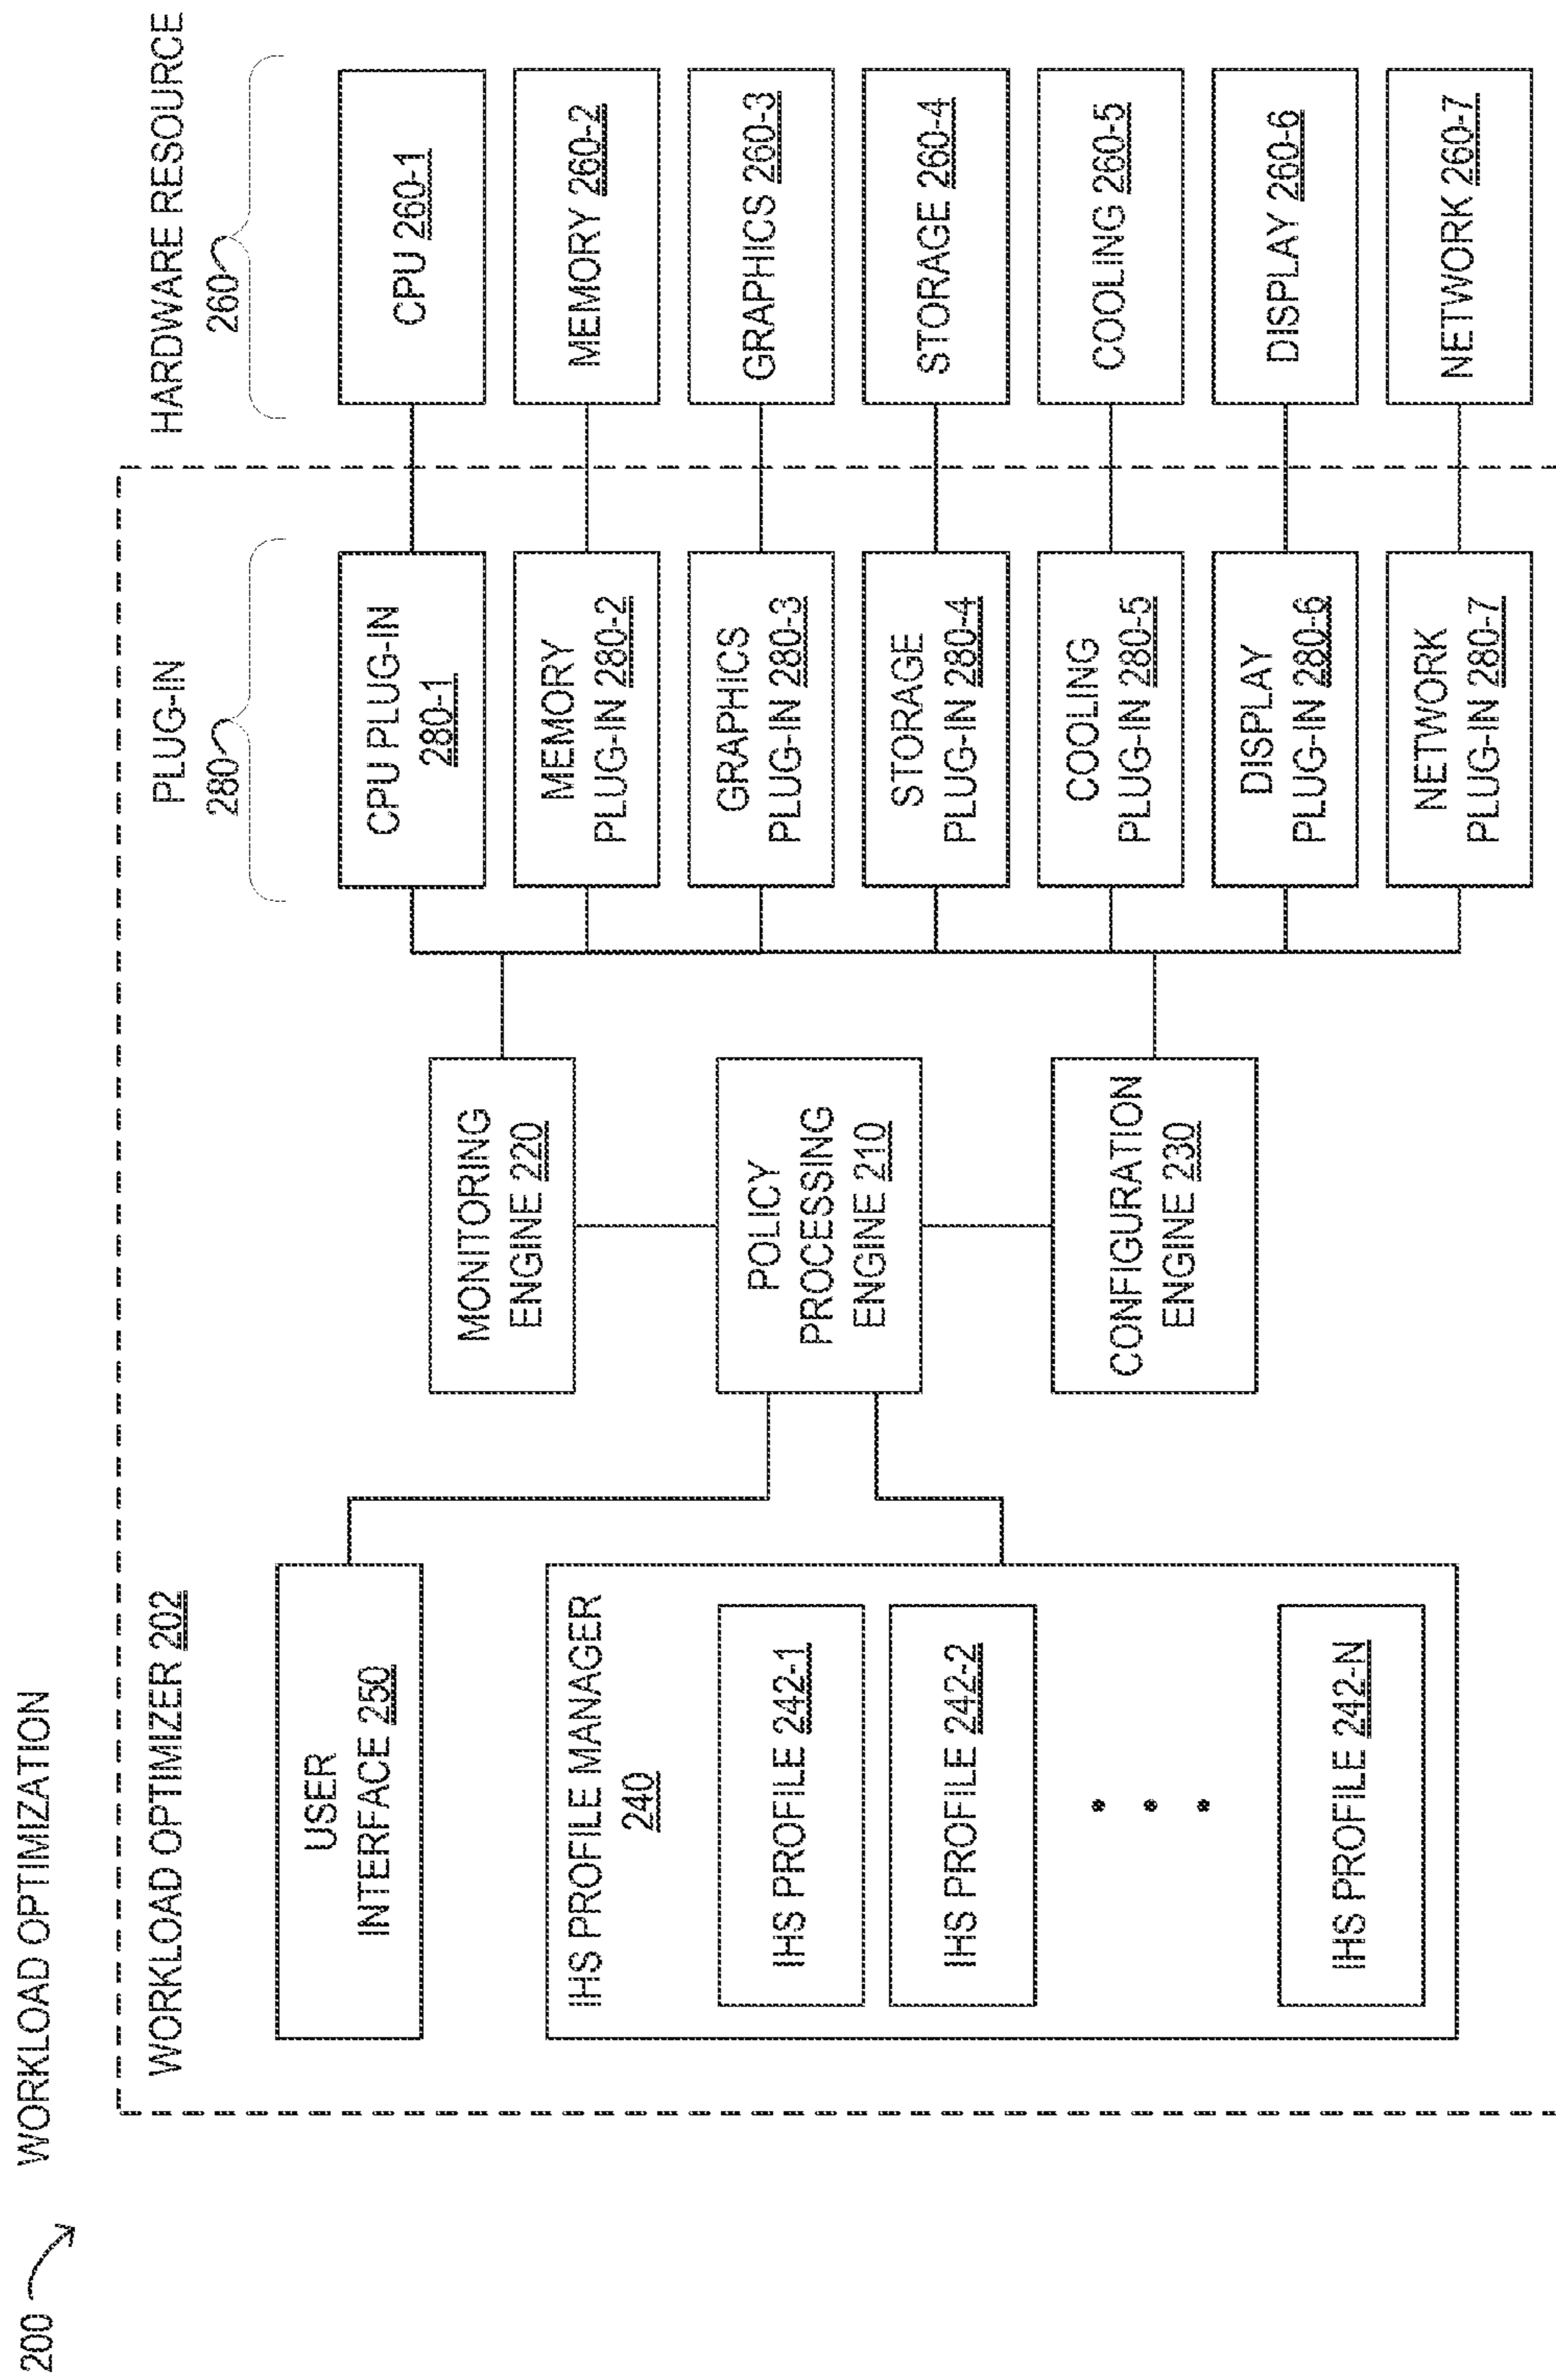 200
WORKLOAD OPTIMIZATION
WORKLOAD OPTIMIZER 202
USER
INTERFACE 250
IHS PROFILE MANAGER
240
IHS PROFILE 242-1
IHS PROFILE 242-2
IHS PROFILE 242-N
MONITORING
ENGINE 220
POLICY
PROCESSING
ENGINE 210
CONFIGURATION
ENGINE 230
PLUG-IN
280
CPU PLUG-IN
280-1
MEMORY
PLUG-IN 280-2
GRAPHICS
PLUG-IN 280-3
STORAGE
PLUG-IN 280-4
COOLING
PLUG-IN 280-5
DISPLAY
PLUG-IN 280-6
NETWORK
PLUG-IN 280-7
HARDWARE RESOURCE
260
CPU 260-1
MEMORY 260-2
GRAPHICS 260-3
STORAGE 260-4
COOLING 260-5
DISPLAY 260-6
NETWORK 260-7